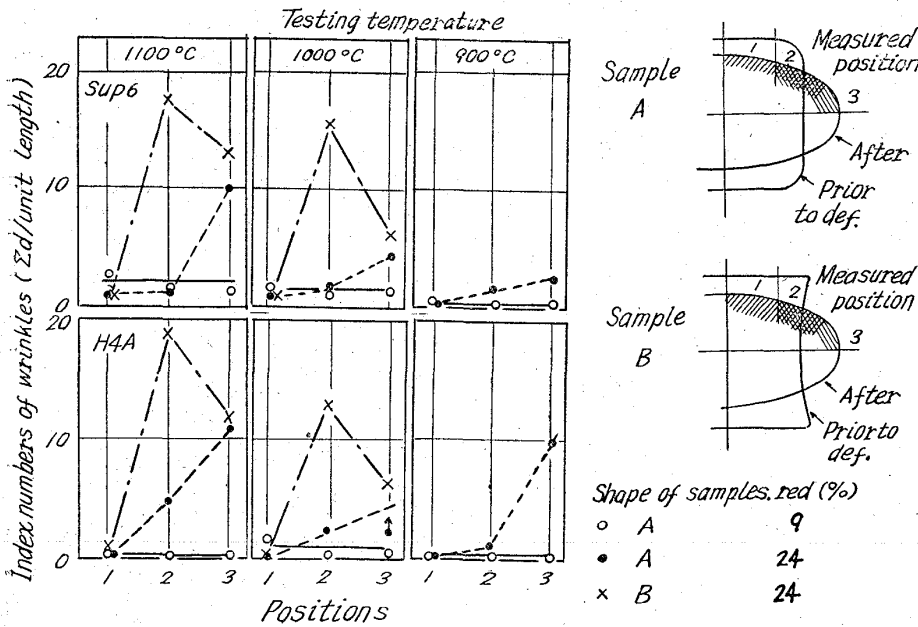 Testing temperature
1100°C
1000°C
900°C
Index numbers of wrinkles (Σd/unit length)
20
Sup6
10
0
20
H4A
10
0
1 2 3
1 2 3
1 2 3
Positions
Sample
A
1
2
3
Measured
position
After
Prior
to def.
Sample
B
1
2
3
Measured
position
After
Prior to
def.
Shape of samples, red (%)
○ A 9
● A 24
× B 24